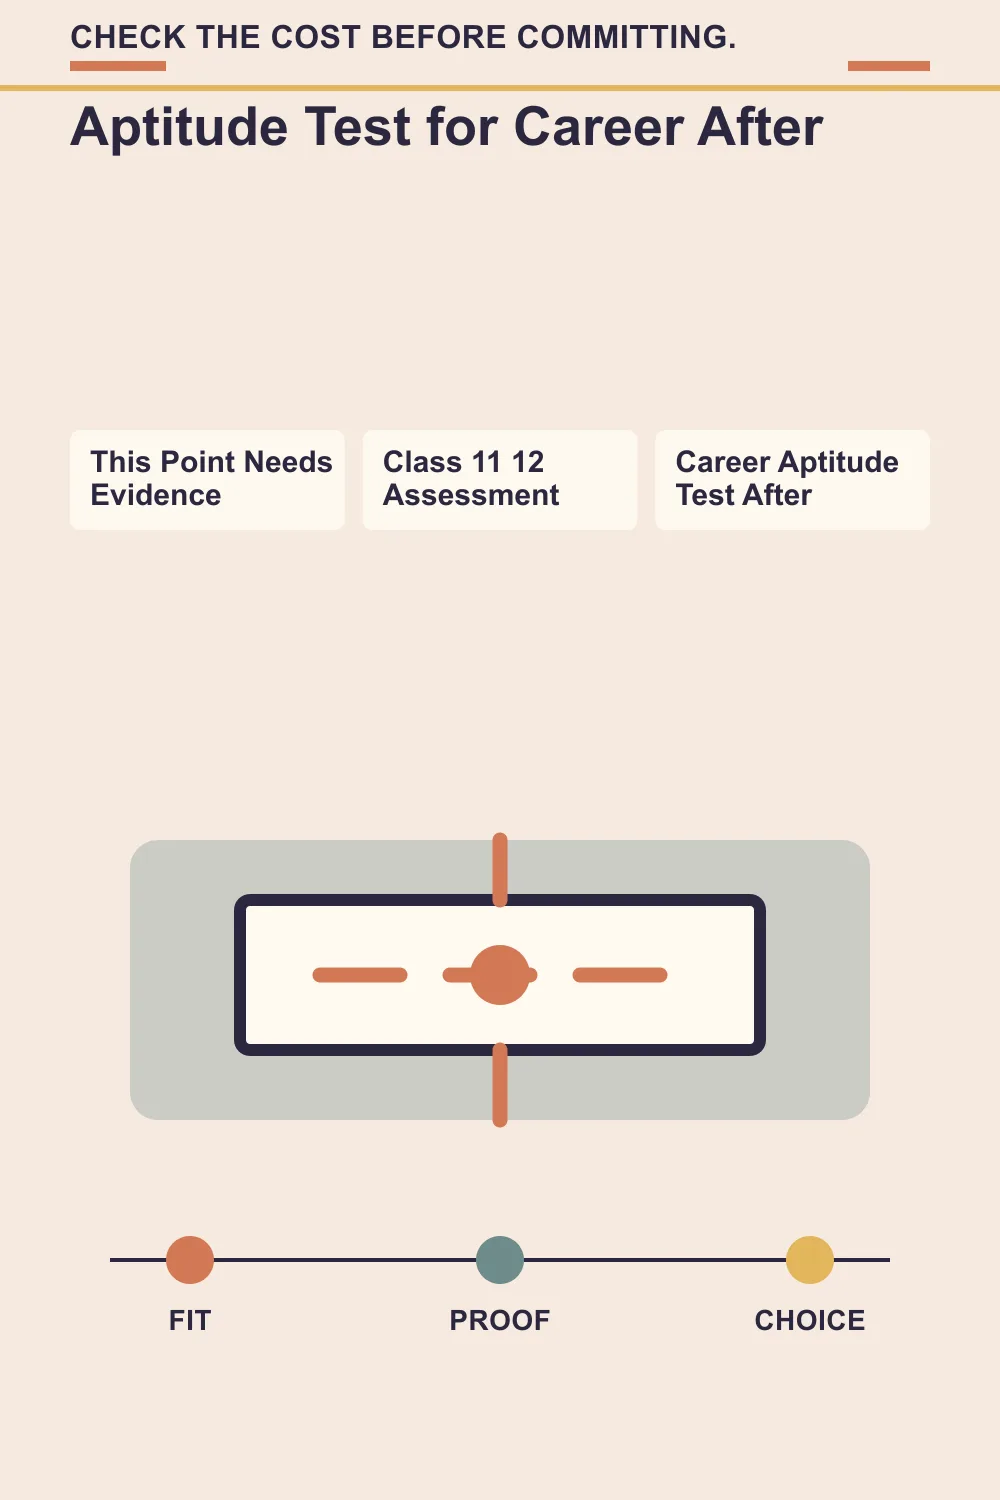 CHECK THE COST BEFORE COMMITTING.
Aptitude Test for Career After
This Point Needs
Evidence
Class 11 12
Assessment
Career Aptitude
Test After
FIT
PROOF
CHOICE